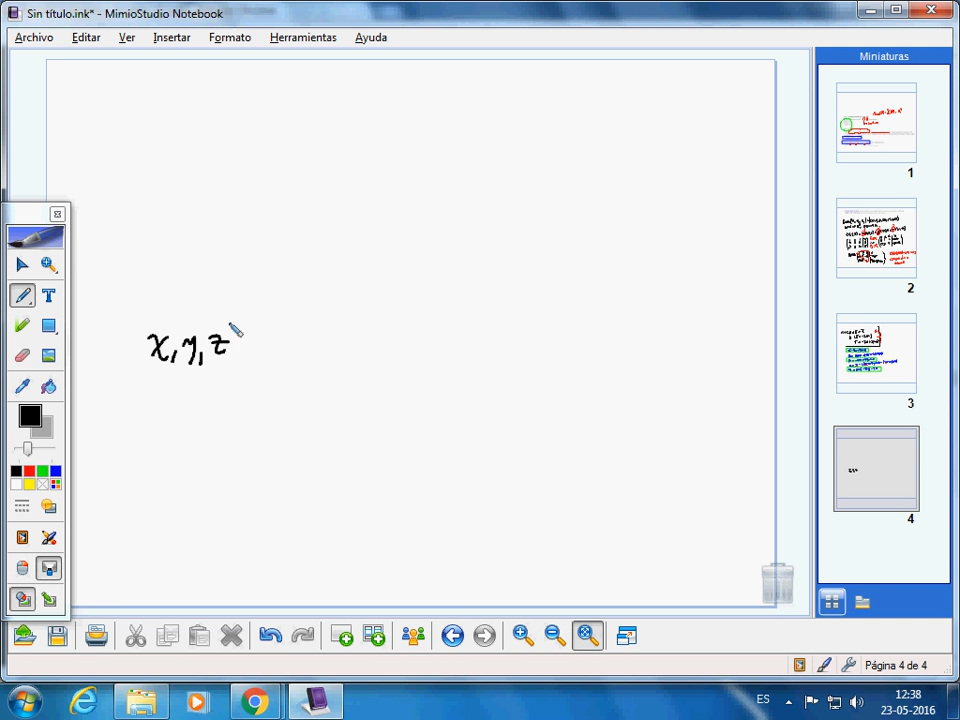 Sin título.ink* - MimioStudio Notebook
Archivo Editar Ver Insertar Formato Herramientas Ayuda
Miniaturas
1
2
3
4
x, y, z
T
Página 4 de 4
ES
12:38
23-05-2016